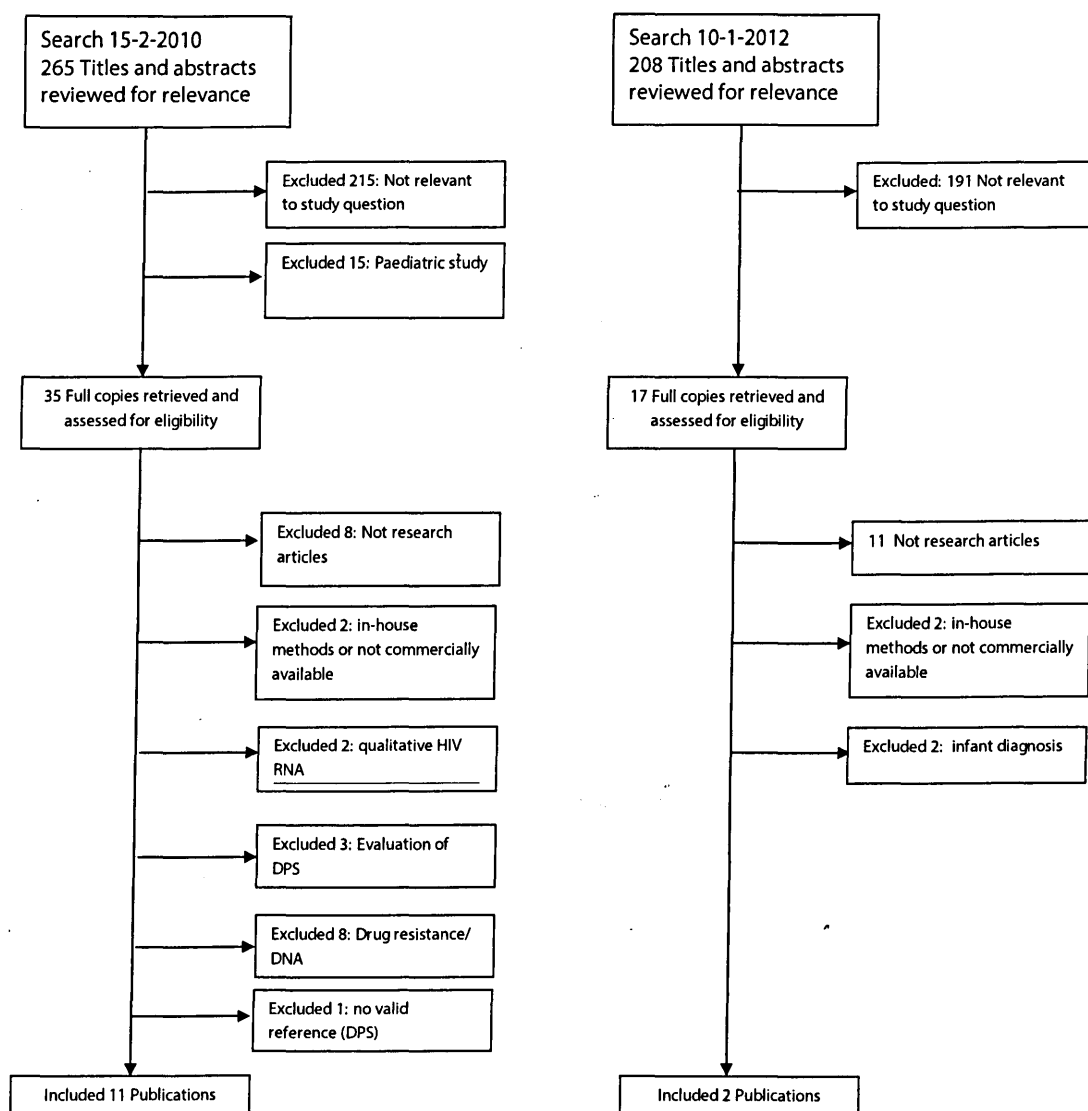 Search 15-2-2010
265 Titles and abstracts
reviewed for relevance
Excluded 215: Not relevant
to study question
Excluded 15: Paediatric study
35 Full copies retrieved and
assessed for eligibility
Excluded 8: Not research
articles
Excluded 2: in-house
methods or not commercially
available
Excluded 2: qualitative HIV
RNA
Excluded 3: Evaluation of
DPS
Excluded 8: Drug resistance/
DNA
Excluded 1: no valid
reference (DPS)
Included 11 Publications
Search 10-1-2012
208 Titles and abstracts
reviewed for relevance
Excluded: 191 Not relevant
to study question
17 Full copies retrieved and
assessed for eligibility
11 Not research articles
Excluded 2: in-house
methods or not commercially
available
Excluded 2: infant diagnosis
Included 2 Publications